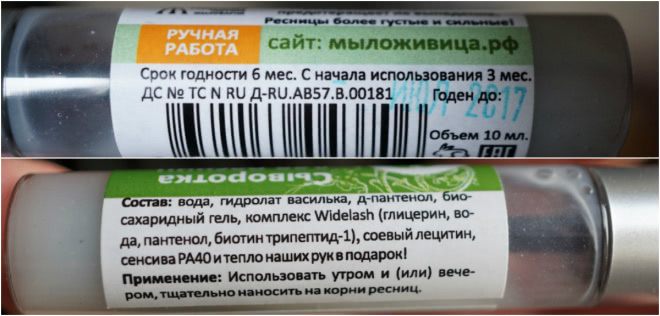 Ресницы более густые и сильные!
РУЧНАЯ
РАБОТА
сайт: мыложивица.рф
Срок годности 6 мес. С начала использования 3 мес.
ДС № ТС N RU Д-RU.АВ57.В.00181 Годен до:
ИЮЛ 2017
Объем 10 мл.
ЕАС
Сыворотка
Состав: вода, гидролат василька, д-пантенол, био-
сахаридный гель, комплекс Widelash (глицерин, во-
да, пантенол, биотин трипептид-1), соевый лецитин,
сенсива PA40 и тепло наших рук в подарок!
Применение: Использовать утром и (или) вече-
ром, тщательно наносить на корни ресниц.